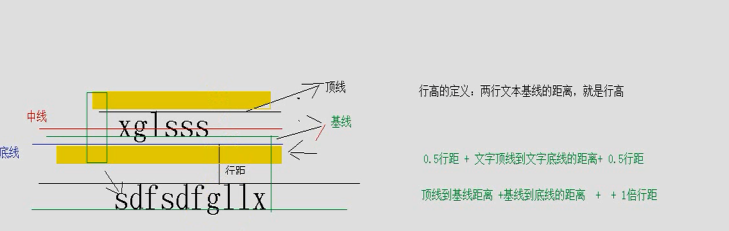 顶线
行高的定义：两行文本基线的距离，就是行高
中线
xglsss
基线
底线
0.5行距 + 文字顶线到文字底线的距离+ 0.5行距
行距
sdfsdfgllx
顶线到基线距离 +基线到底线的距离 + + 1倍行距